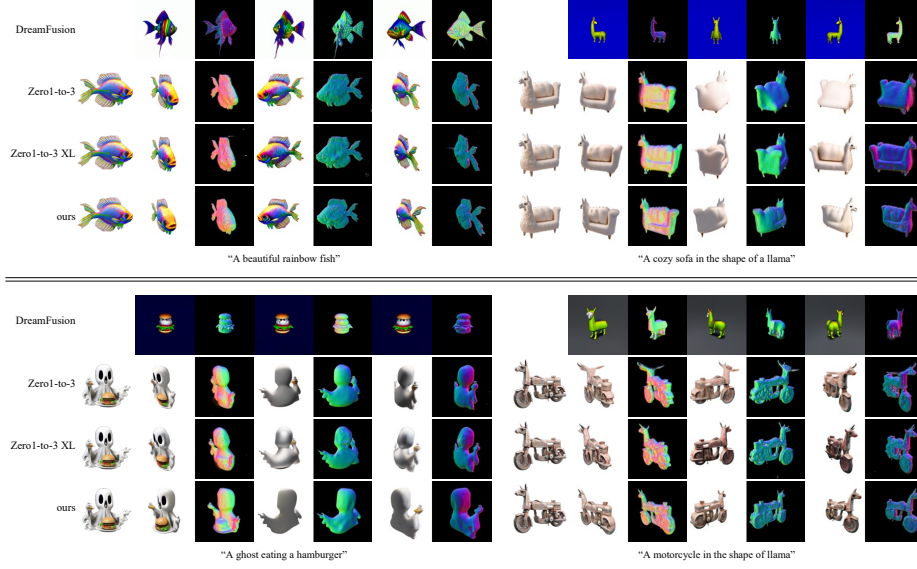 DreamFusion
Zero1-to-3
Zero1-to-3 XL
ours
“A beautiful rainbow fish”
“A cozy sofa in the shape of a llama”
DreamFusion
Zero1-to-3
Zero1-to-3 XL
ours
“A ghost eating a hamburger”
“A motorcycle in the shape of llama”